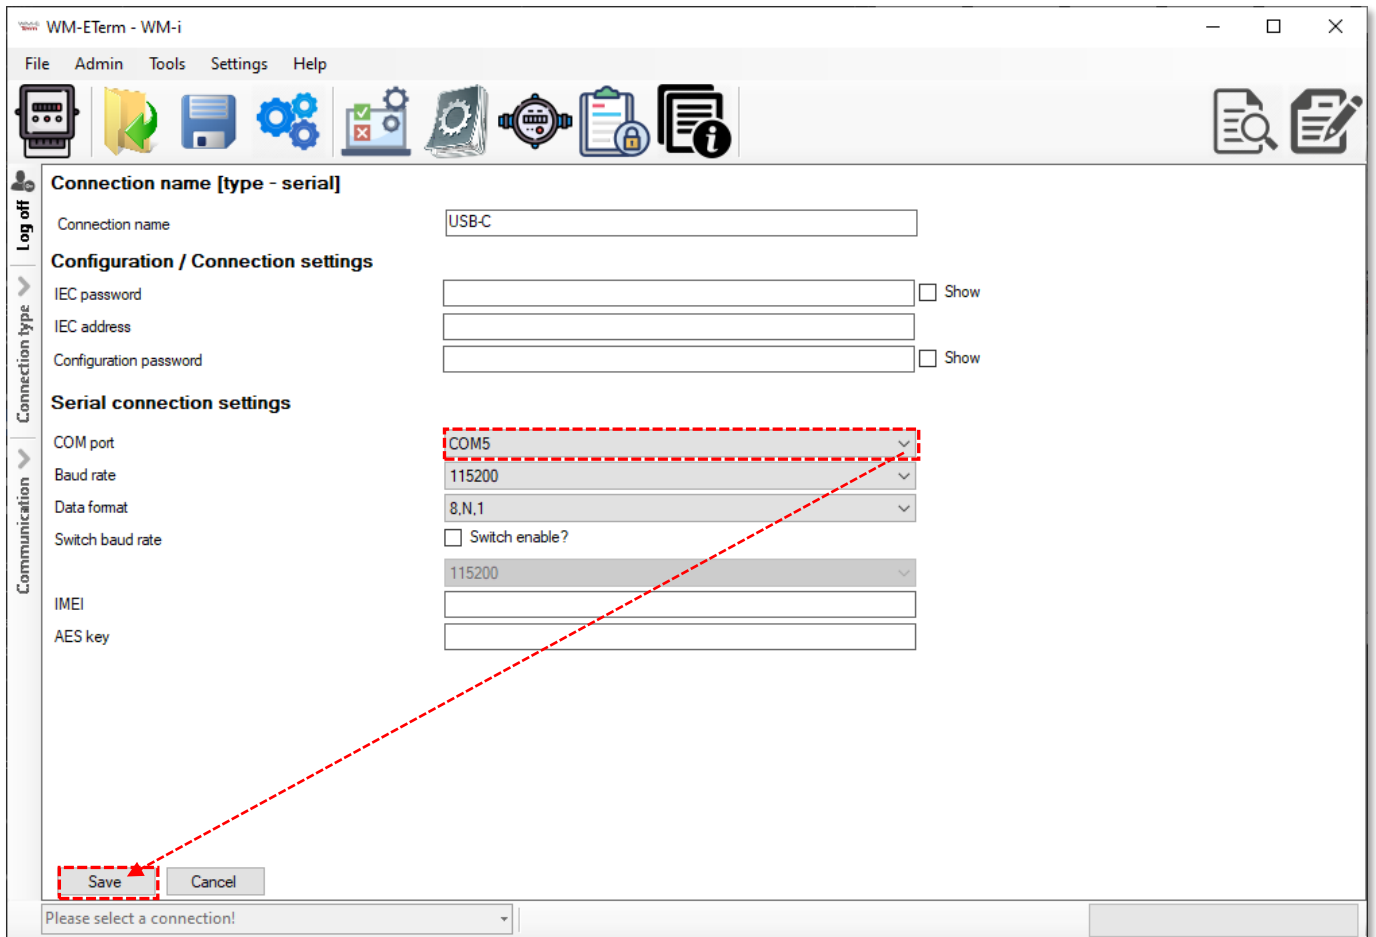 WM-ETerm - WM-i
File Admin Tools Settings Help
Log off
Connection type
Communication
Connection name [type - serial]
Connection name USB-C
Configuration / Connection settings
IEC password Show
IEC address
Configuration password Show
Serial connection settings
COM port COM5
Baud rate 115200
Data format 8,N,1
Switch baud rate Switch enable?
115200
IMEI
AES key
Save Cancel
Please select a connection!